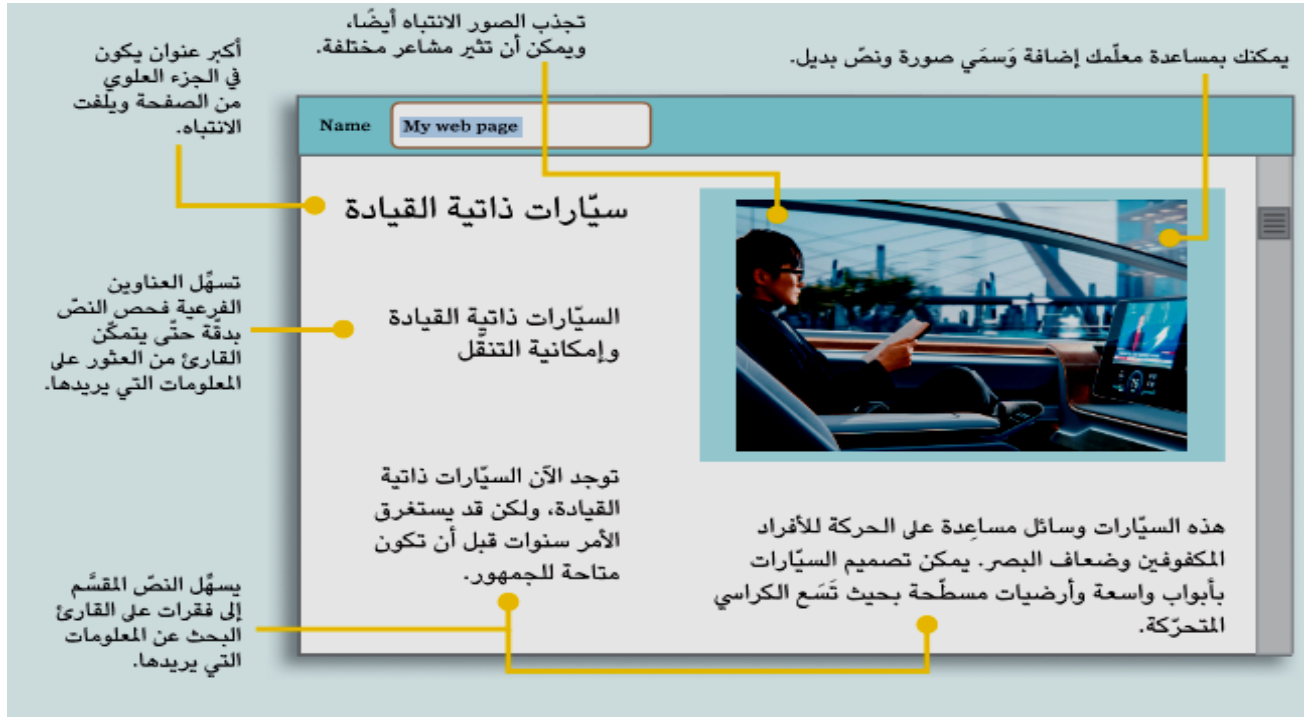 تجذب الصور الانتباه أيضًا،
ويمكن أن تثير مشاعر مختلفة.
يمكنك بمساعدة معلّمك إضافة وَسمَي صورة ونصّ بديل.
أكبر عنوان يكون
في الجزء العلوي
من الصفحة ويلفت
الانتباه.
Name
My web page
سيّارات ذاتية القيادة
تسهِّل العناوين
الفرعية فحص النصّ
بدقّة حتّى يتمكّن
القارئ من العثور على
المعلومات التي يريدها.
السيّارات ذاتية القيادة
وإمكانية التنقّل
توجد الآن السيّارات ذاتية
القيادة، ولكن قد يستغرق
الأمر سنوات قبل أن تكون
متاحة للجمهور.
هذه السيّارات وسائل مساعِدة على الحركة للأفراد
المكفوفين وضعاف البصر. يمكن تصميم السيّارات
بأبواب واسعة وأرضيات مسطّحة بحيث تَسَع الكراسي
المتحرّكة.
يسهِّل النصّ المقسَّم
إلى فقرات على القارئ
البحث عن المعلومات
التي يريدها.